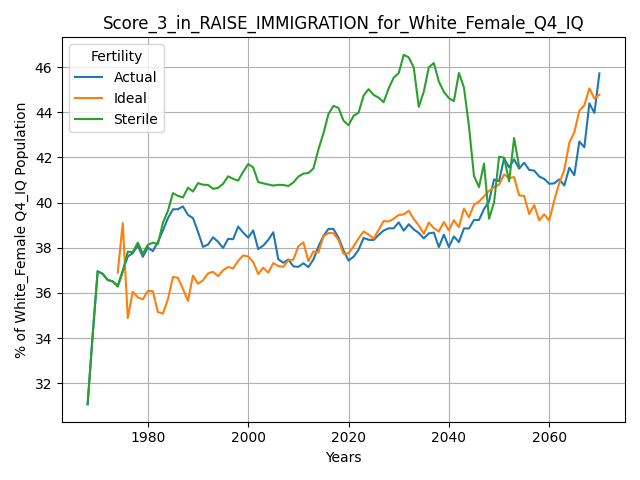 Score_3_in_RAISE_IMMIGRATION_for_White_Female_Q4_IQ
Fertility
Actual
Ideal
Sterile
% of White_Female Q4_IQ Population
46
44
42
40
38
36
34
32
1980
2000
2020
2040
2060
Years